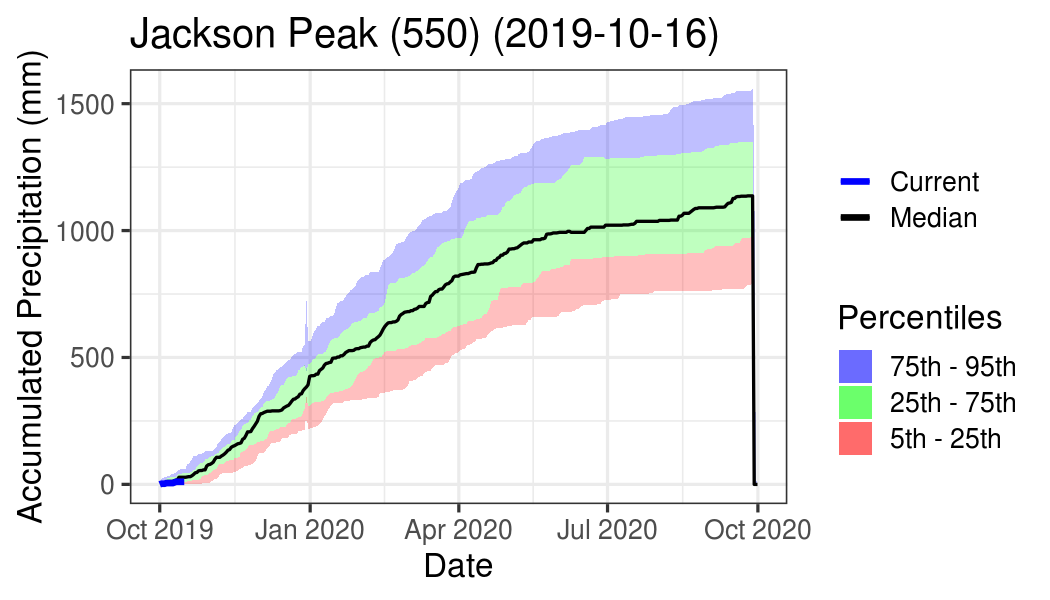 Jackson Peak (550) (2019-10-16)
Accumulated Precipitation (mm)
1500
1000
500
0
Oct 2019
Jan 2020
Apr 2020
Jul 2020
Oct 2020
Date
Current
Median
Percentiles
75th - 95th
25th - 75th
5th - 25th